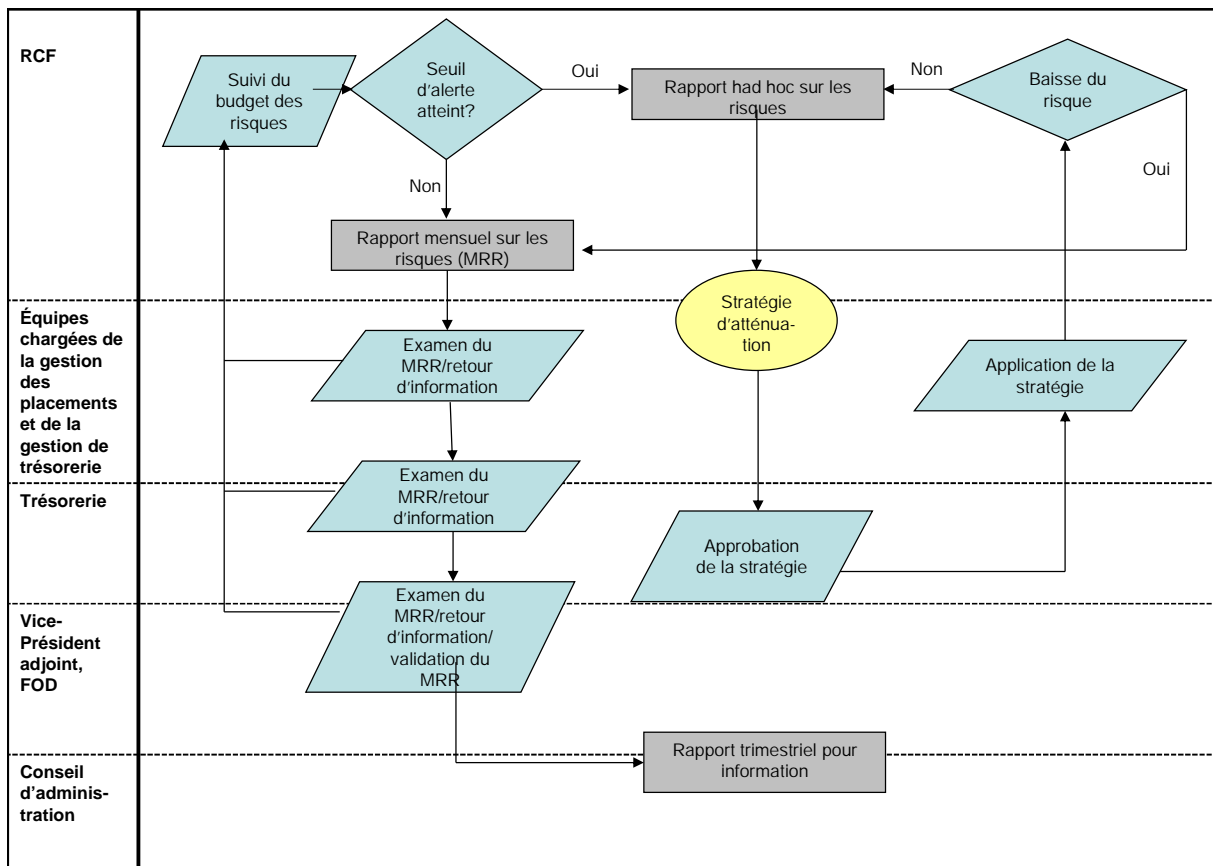 RCF
Suivi du
budget des
risques
Seuil
d'alerte
atteint?
Oui
Rapport had hoc sur les
risques
Non
Baisse du
risque
Oui
Non
Rapport mensuel sur les
risques (MRR)
Équipes
chargées de
la gestion
des
placements
et de la
gestion de
trésorerie
Examen du
MRR/retour
d'information
Stratégie
d'atténua-
tion
Application de la
stratégie
Examen du
MRR/retour
d'information
Trésorerie
Approbation
de la stratégie
Vice-
Président
adjoint,
FOD
Examen du
MRR/retour
d'information/
validation du
MRR
Rapport trimestriel pour
information
Conseil
d'adminis-
tration